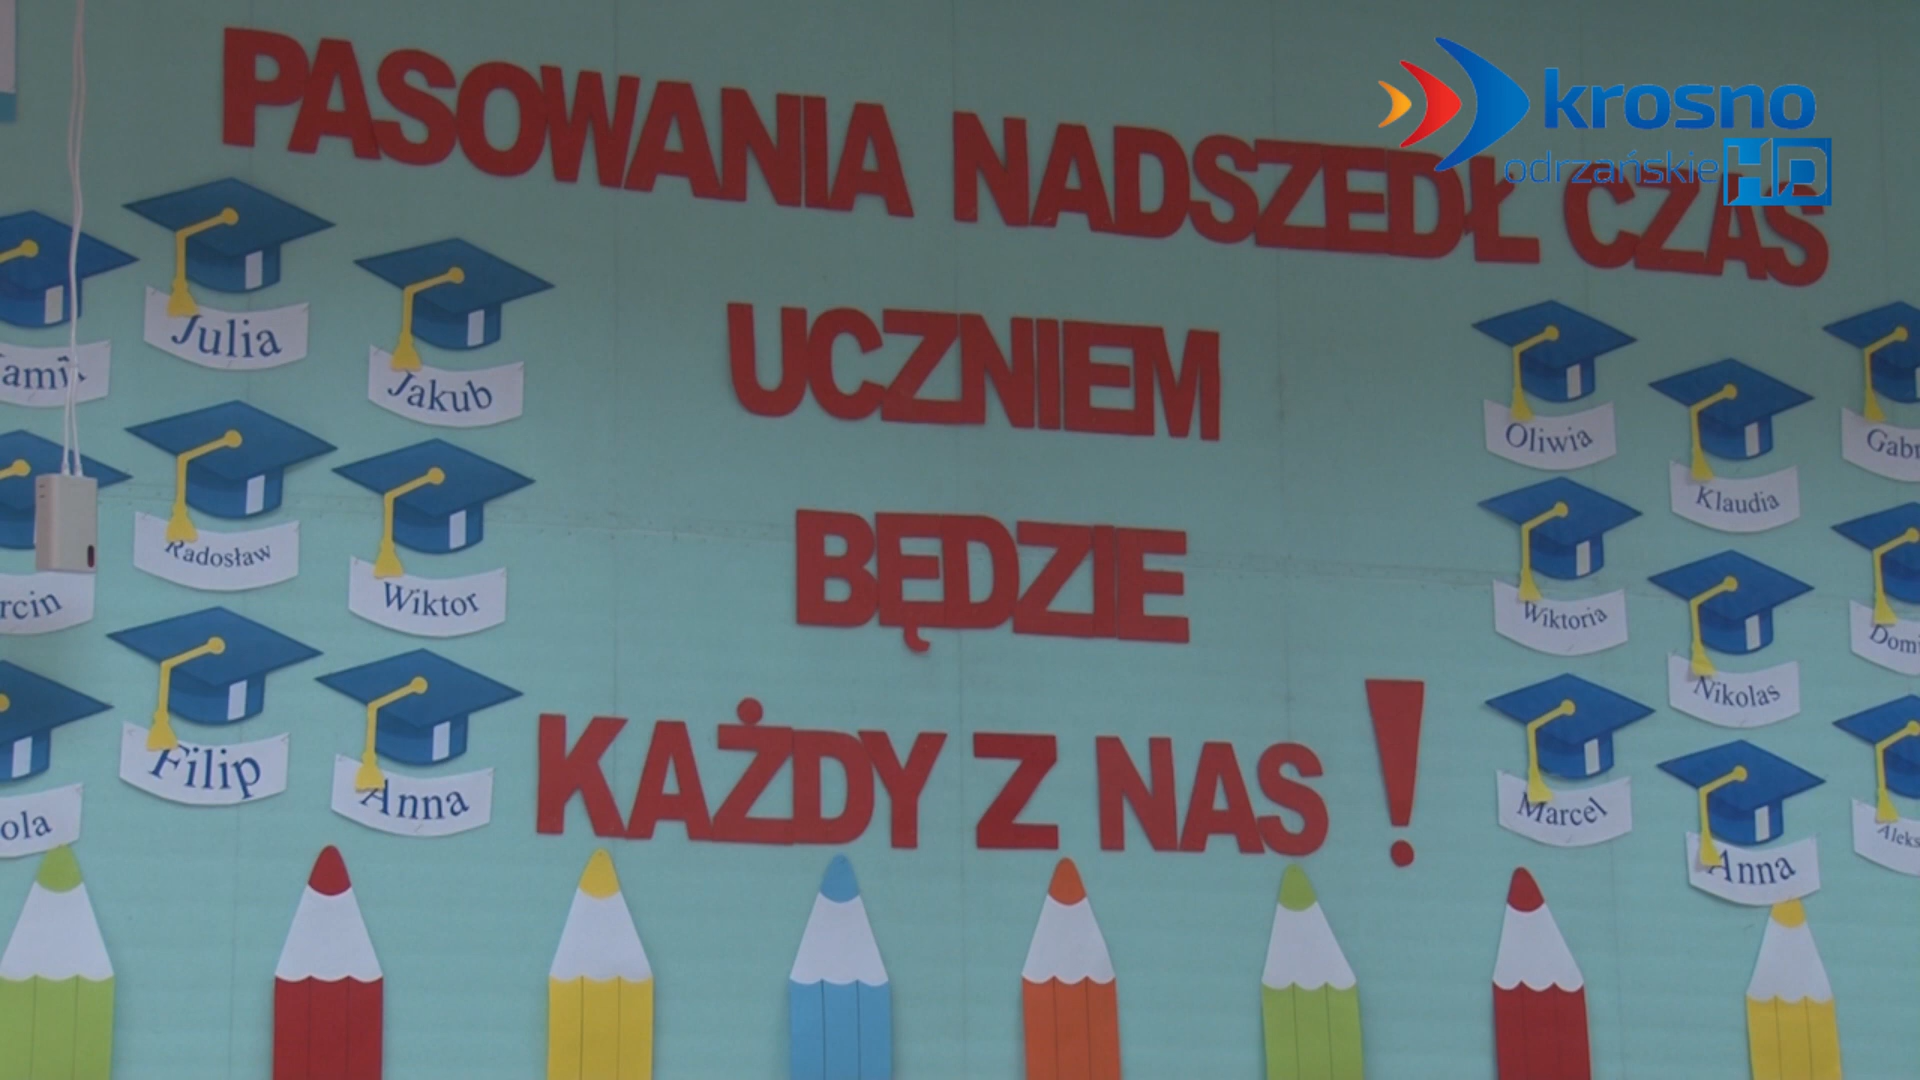 PASOWANIA NADSZEDŁ CZAS
UCZNIEM
BĘDZIE
KAŻDY Z NAS !
krosno
odrzańskie HD
Julia
Jakub
Radosław
Wiktor
Filip
Anna
Oliwia
Klaudia
Wiktoria
Nikolas
Marcel
Anna